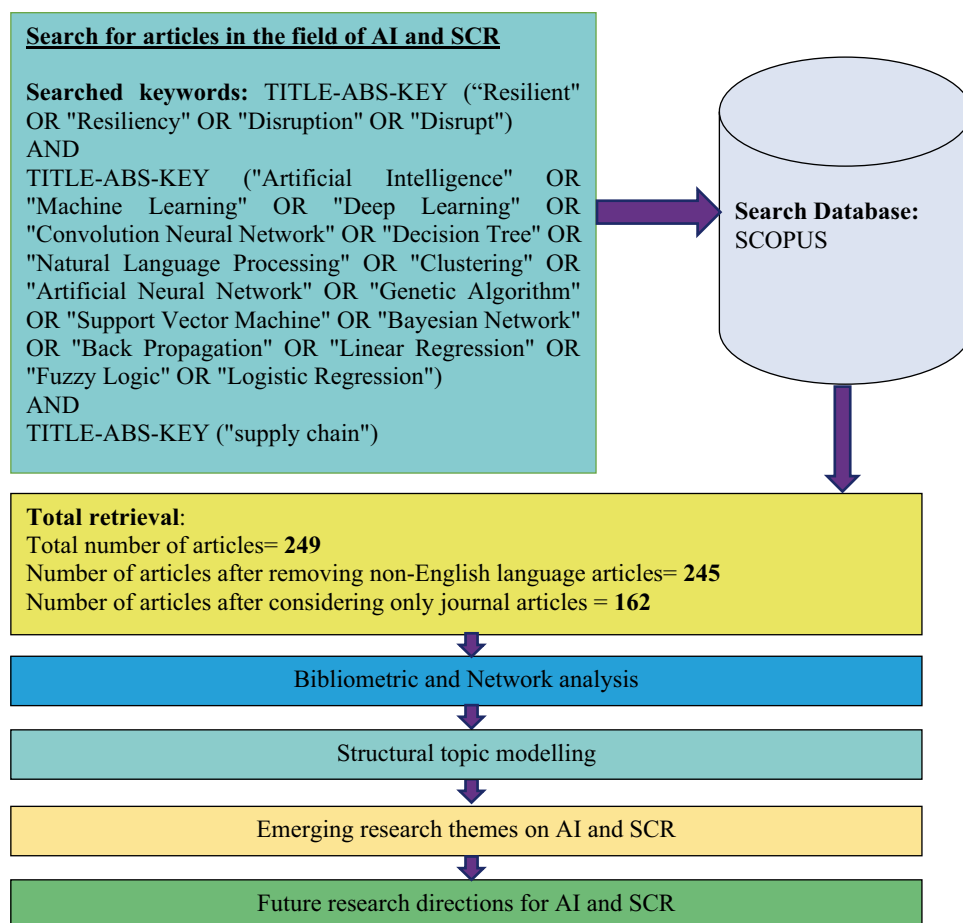 Search for articles in the field of AI and SCR
Searched keywords: TITLE-ABS-KEY (“Resilient"
OR "Resiliency" OR "Disruption" OR "Disrupt")
AND
TITLE-ABS-KEY ("Artificial Intelligence" OR
"Machine Learning" OR "Deep Learning" OR
"Convolution Neural Network" OR "Decision Tree" OR
"Natural Language Processing" OR "Clustering" OR
"Artificial Neural Network" OR "Genetic Algorithm"
OR "Support Vector Machine" OR "Bayesian Network"
OR "Back Propagation" OR "Linear Regression" OR
"Fuzzy Logic" OR "Logistic Regression")
AND
TITLE-ABS-KEY ("supply chain")
Search Database:
SCOPUS
Total retrieval:
Total number of articles= 249
Number of articles after removing non-English language articles= 245
Number of articles after considering only journal articles = 162
Bibliometric and Network analysis
Structural topic modelling
Emerging research themes on AI and SCR
Future research directions for AI and SCR